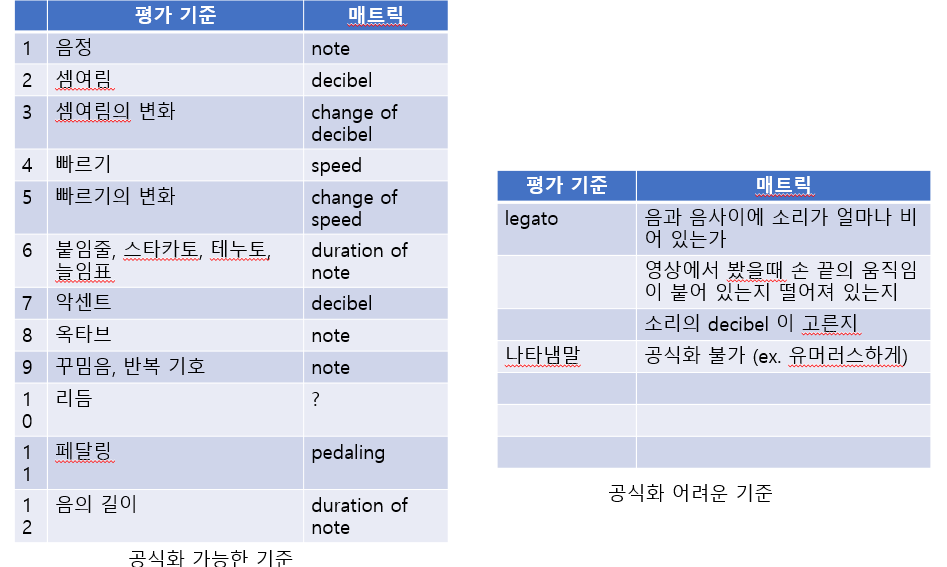 평가 기준 매트릭
1 음정 note
2 셈여림 decibel
3 셈여림의 변화 change of
decibel
4 빠르기 speed
5 빠르기의 변화 change of
speed
6 붙임줄, 스타카토, 테누토, duration of
늘임표 note
7 악센트 decibel
8 옥타브 note
9 꾸밈음, 반복 기호 note
1 리듬 ?
0
1 페달링 pedaling
1
1 음의 길이 duration of
2 note
공식화 가능한 기준
평가 기준 매트릭
legato 음과 음사이에 소리가 얼마나 비
어 있는가
영상에서 봤을때 손 끝의 움직임
이 붙어 있는지 떨어져 있는지
소리의 decibel 이 고른지
나타냄말 공식화 불가 (ex. 유머러스하게)
공식화 어려운 기준